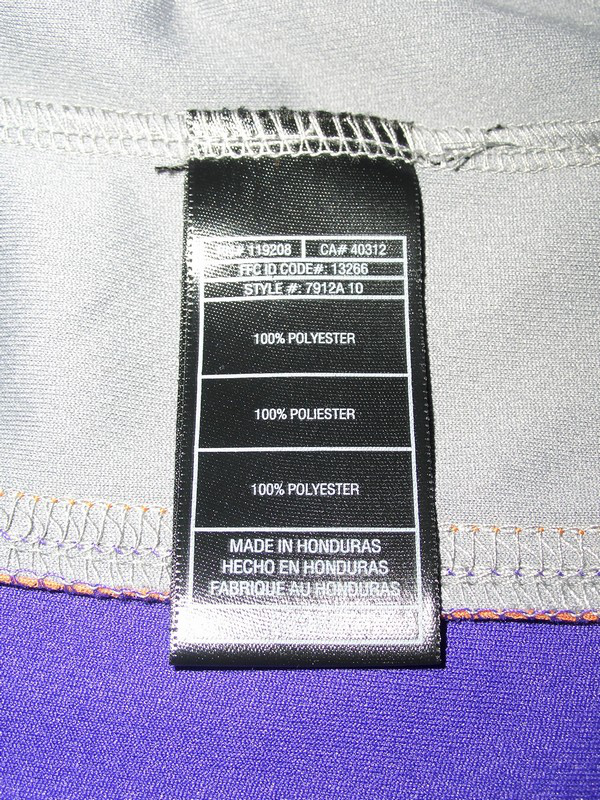 119208 CA# 40312
FFC ID CODE#: 13266
STYLE #: 7912A 10
100% POLYESTER
100% POLIESTER
100% POLYESTER
MADE IN HONDURAS
HECHO EN HONDURAS
FABRIQUE AU HONDURAS